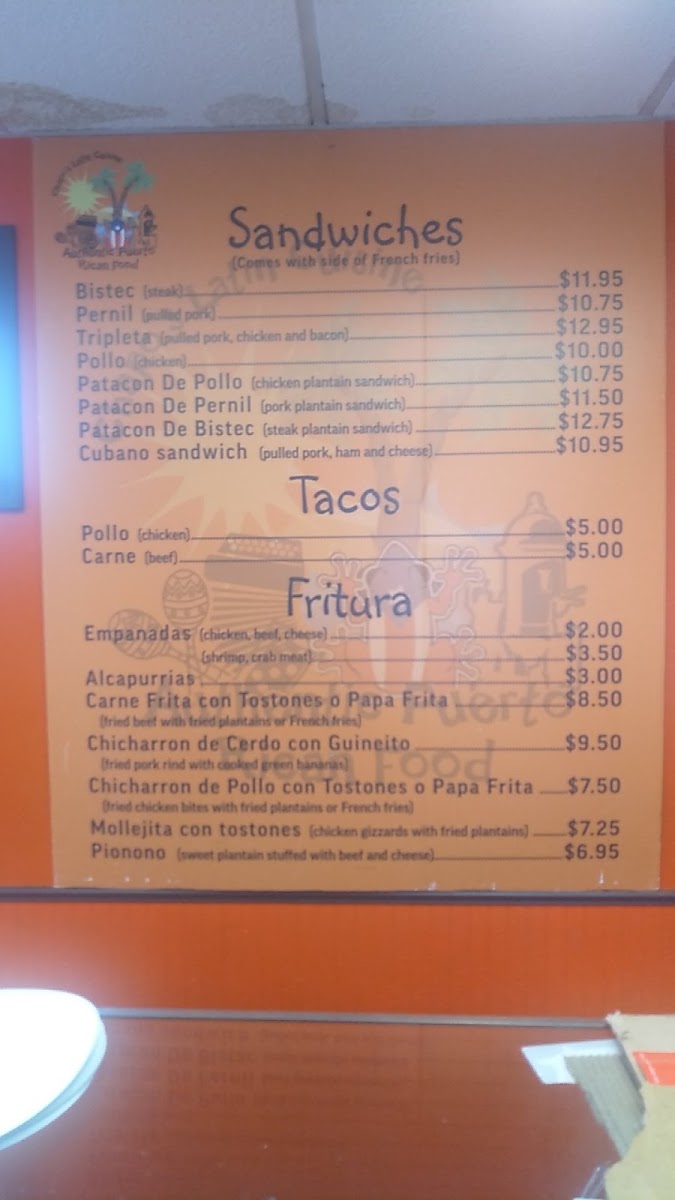 Latin Cuisine
Authentic Puerto
Rican Food
Sandwiches
(Comes with side of French fries)
Bistec (steak) $11.95
Pernil (pulled pork) $10.75
Tripleta (pulled pork, chicken and bacon) $12.95
Pollo (chicken) $10.00
Patacon De Pollo (chicken plantain sandwich) $10.75
Patacon De Pernil (pork plantain sandwich) $11.50
Patacon De Bistec (steak plantain sandwich) $12.75
Cubano sandwich (pulled pork, ham and cheese) $10.95
Tacos
Pollo (chicken) $5.00
Carne (beef) $5.00
Fritura
Empanadas (chicken, beef, cheese) $2.00
(shrimp, crab meat) $3.50
Alcapurrias $3.00
Carne Frita con Tostones o Papa Frita $8.50
(fried beef with fried plantains or French fries)
Chicharron de Cerdo con Guineito $9.50
(fried pork rind with cooked green bananas)
Chicharron de Pollo con Tostones o Papa Frita $7.50
(fried chicken bites with fried plantains or French fries)
Mollejita con tostones (chicken gizzards with fried plantains) $7.25
Pionono (sweet plantain stuffed with beef and cheese) $6.95